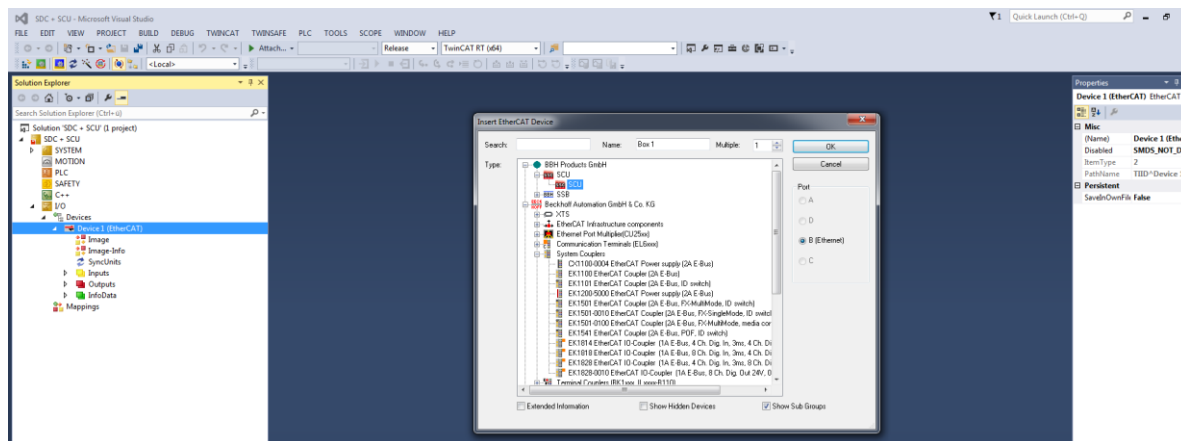 SDC + SCU - Microsoft Visual Studio
1
Quick Launch (Ctrl+Q)
FILE EDIT VIEW PROJECT BUILD DEBUG TWINCAT TWINSAFE PLC TOOLS SCOPE WINDOW HELP
Attach...
Release
TwinCAT RT (x64)
<Local>
Solution Explorer
Search Solution Explorer (Ctrl+ü)
Solution 'SDC + SCU' (1 project)
SDC + SCU
SYSTEM
MOTION
PLC
SAFETY
C++
I/O
Devices
Device 1 (EtherCAT)
Image
Image-Info
SyncUnits
Inputs
Outputs
InfoData
Mappings
Insert EtherCAT Device
Search:
Name:
Box 1
Multiple:
1
OK
Cancel
Type:
BBH Products GmbH
SCU
SCU
SSB
Beckhoff Automation GmbH & Co. KG
XTS
EtherCAT Infrastructure components
Ethernet Port Multiplier(CU25xx)
Communication Terminals (EL6xxx)
System Couplers
CX1100-0004 EtherCAT Power supply (2A E-Bus)
EK1100 EtherCAT Coupler (2A E-Bus)
EK1101 EtherCAT Coupler (2A E-Bus, ID switch)
EK1200-5000 EtherCAT Power supply (2A E-Bus)
EK1501 EtherCAT Coupler (2A E-Bus, FX-MultiMode, ID switch)
EK1501-0010 EtherCAT Coupler (2A E-Bus, FX-SingleMode, ID switcl
EK1501-0100 EtherCAT Coupler (2A E-Bus, FX-MultiMode, media cor
EK1541 EtherCAT Coupler (2A E-Bus, POF, ID switch)
EK1814 EtherCAT IO-Coupler (1A E-Bus, 4 Ch. Dig. In, 3ms, 4 Ch. Di
EK1818 EtherCAT IO-Coupler (1A E-Bus, 8 Ch. Dig. In, 3ms, 4 Ch. Di
EK1828 EtherCAT IO-Coupler (1A E-Bus, 4 Ch. Dig. In, 3ms, 8 Ch. Di
EK1828-0010 EtherCAT IO-Coupler (1A E-Bus, 8 Ch. Dig. Out 24V, 0
Terminal Couplers (BK1xxx, ILxxxx-B110)
Port
A
D
B (Ethernet)
C
Extended Information
Show Hidden Devices
Show Sub Groups
Properties
Device 1 (EtherCAT) EtherCAT
Misc
(Name) Device 1 (Ethe
Disabled SMDS_NOT_D
ItemType 2
PathName TIID^Device
Persistent
SaveInOwnFile False